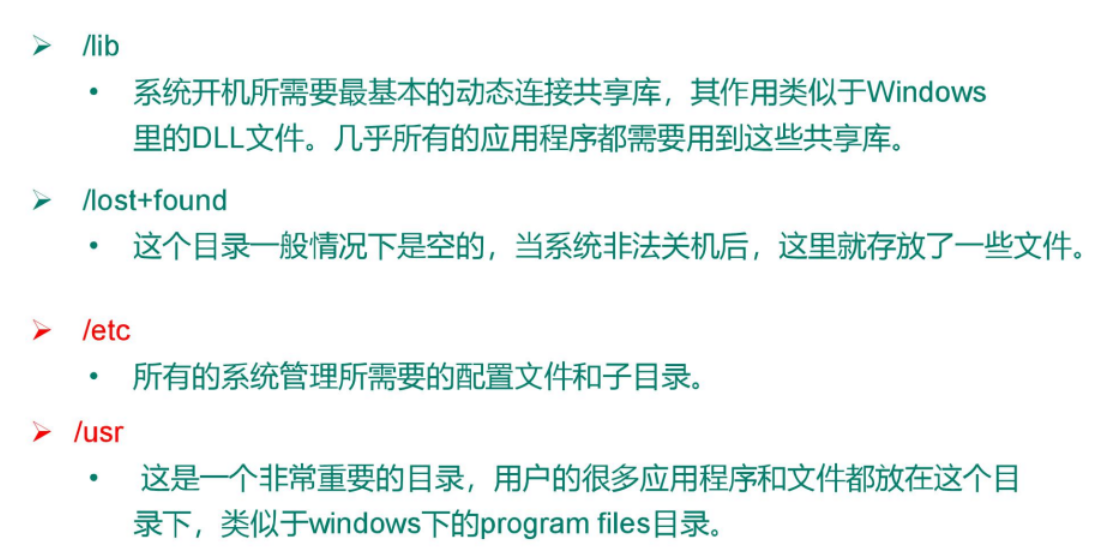 ➢ /lib
• 系统开机所需要最基本的动态连接共享库，其作用类似于Windows
里的DLL文件。几乎所有的应用程序都需要用到这些共享库。
➢ /lost+found
• 这个目录一般情况下是空的，当系统非法关机后，这里就存放了一些文件。
➢ /etc
• 所有的系统管理所需要的配置文件和子目录。
➢ /usr
• 这是一个非常重要的目录，用户的很多应用程序和文件都放在这个目
录下，类似于windows下的program files目录。